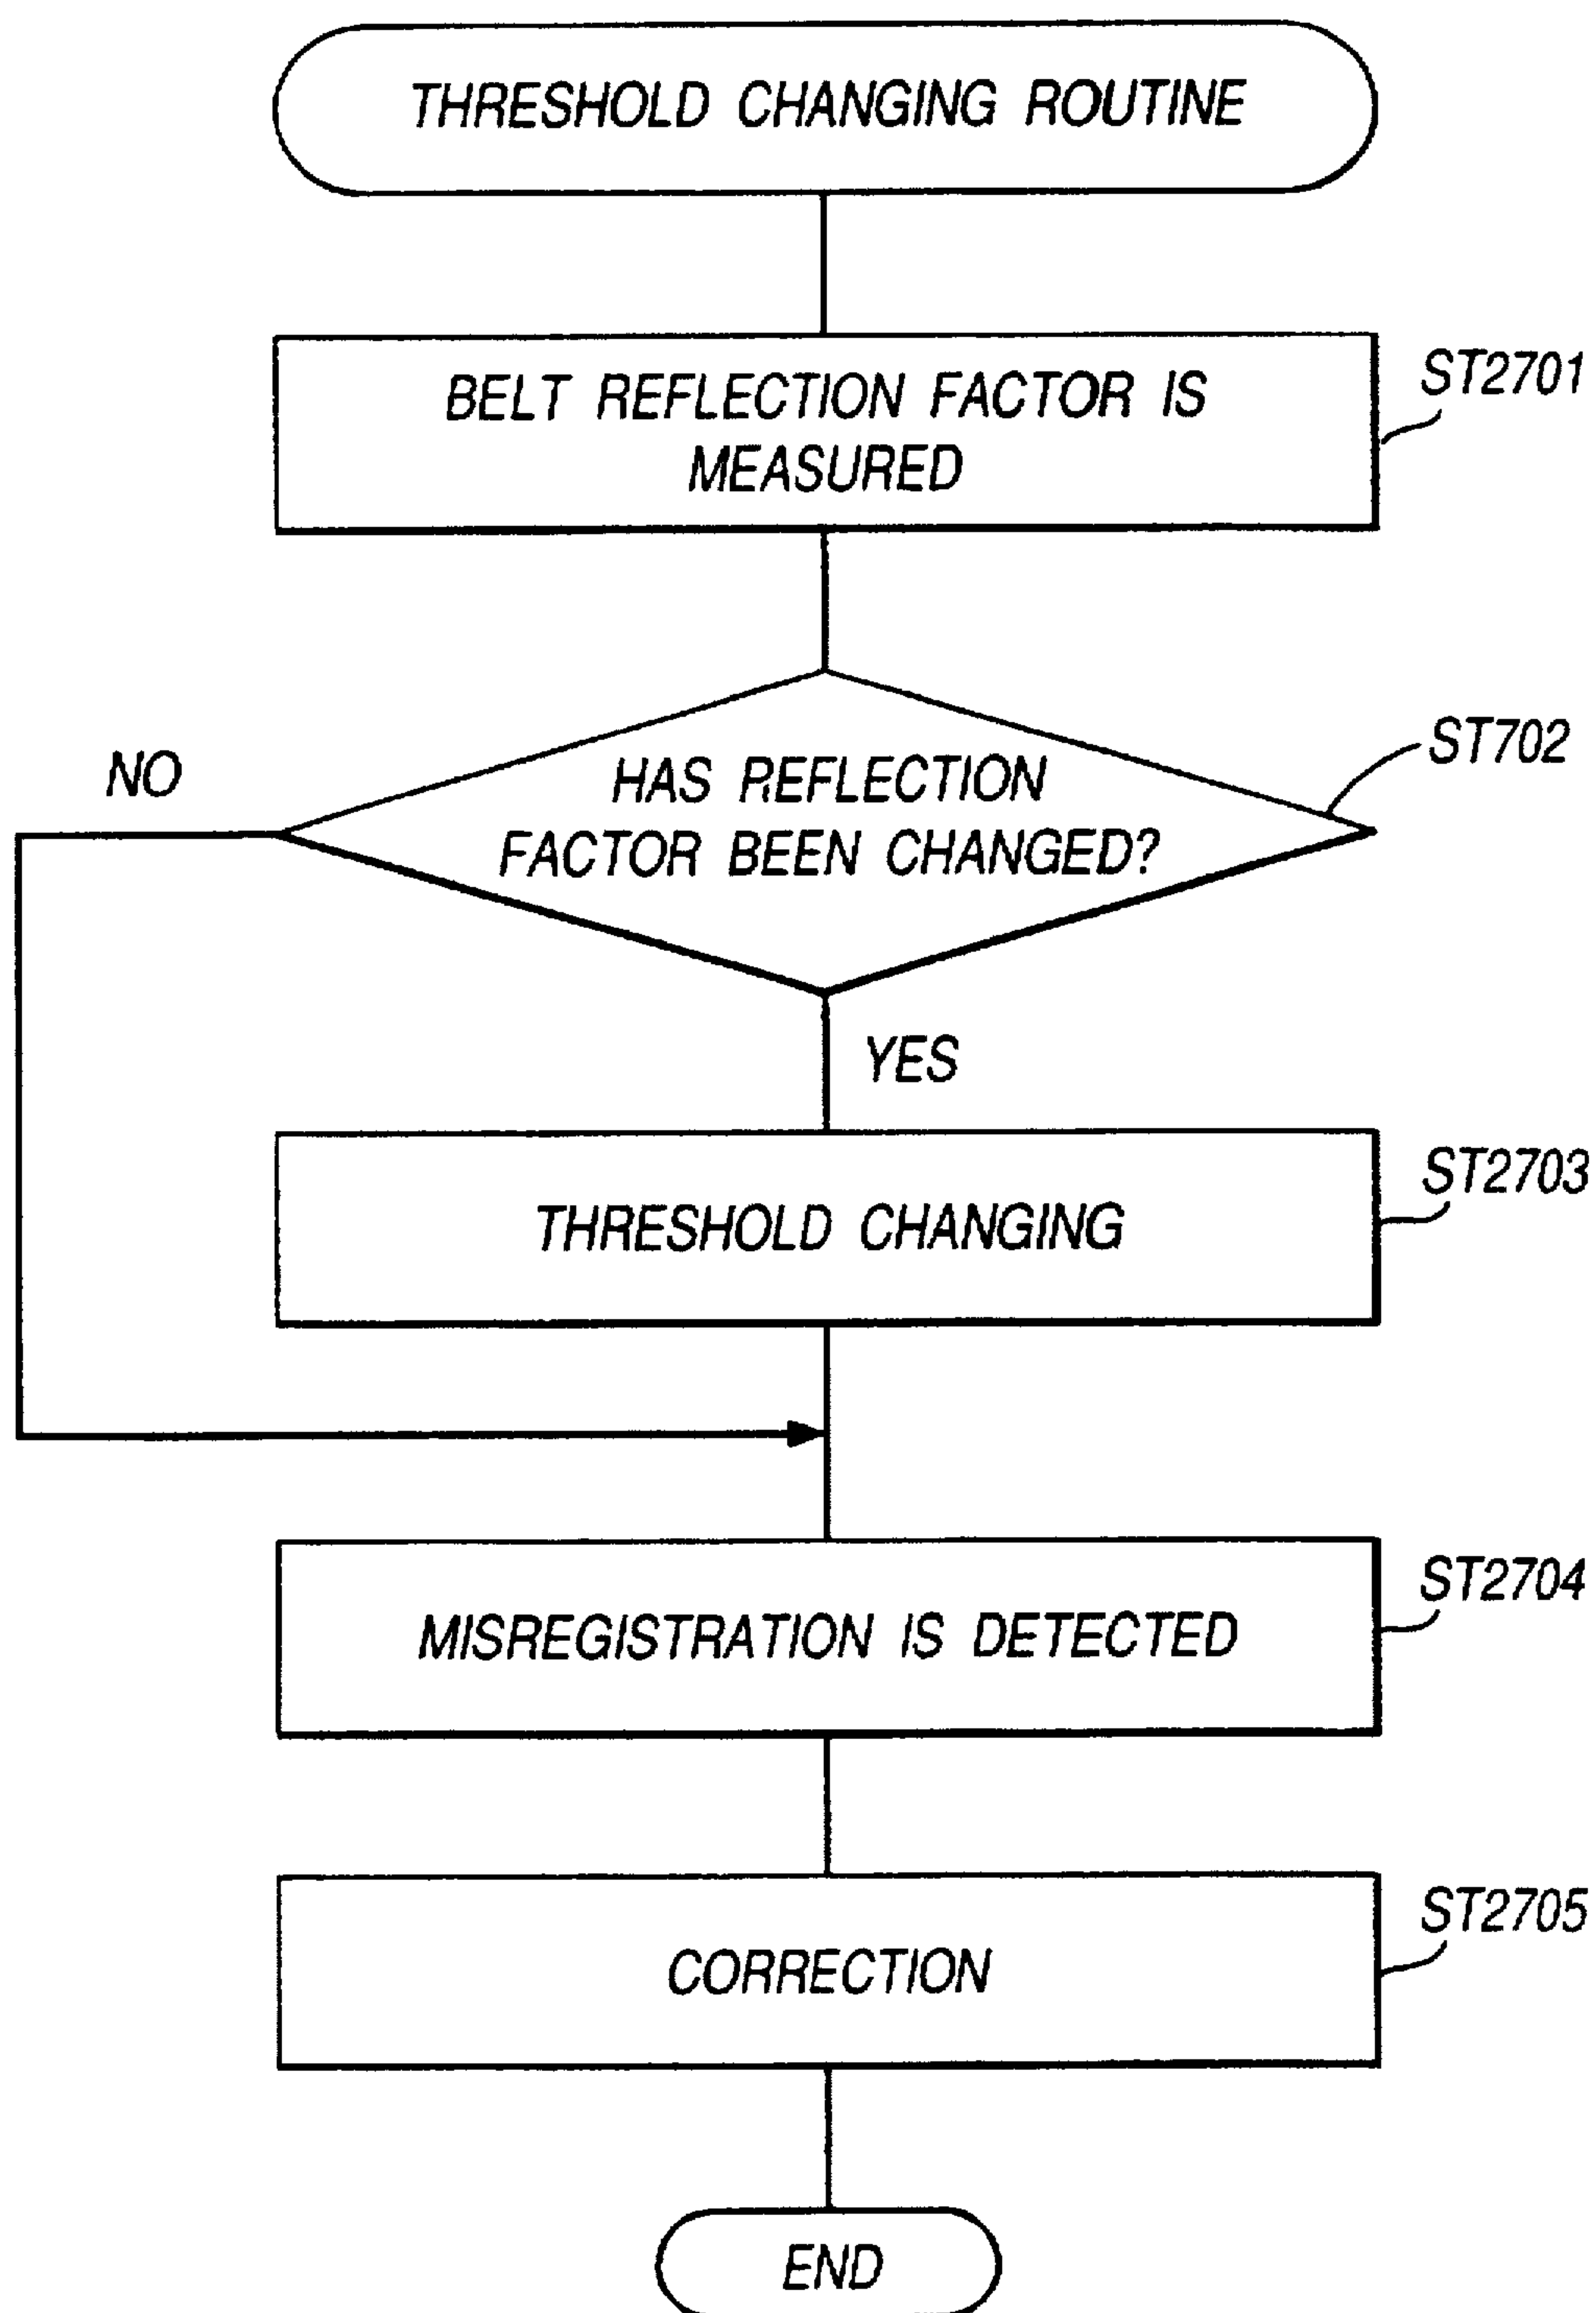 THRESHOLD CHANGING ROUTINE
BELT REFLECTION FACTOR IS
MEASURED
ST2701
HAS REFLECTION
FACTOR BEEN CHANGED?
ST702
NO
YES
THRESHOLD CHANGING
ST2703
MISREGISTRATION IS DETECTED
ST2704
CORRECTION
ST2705
END